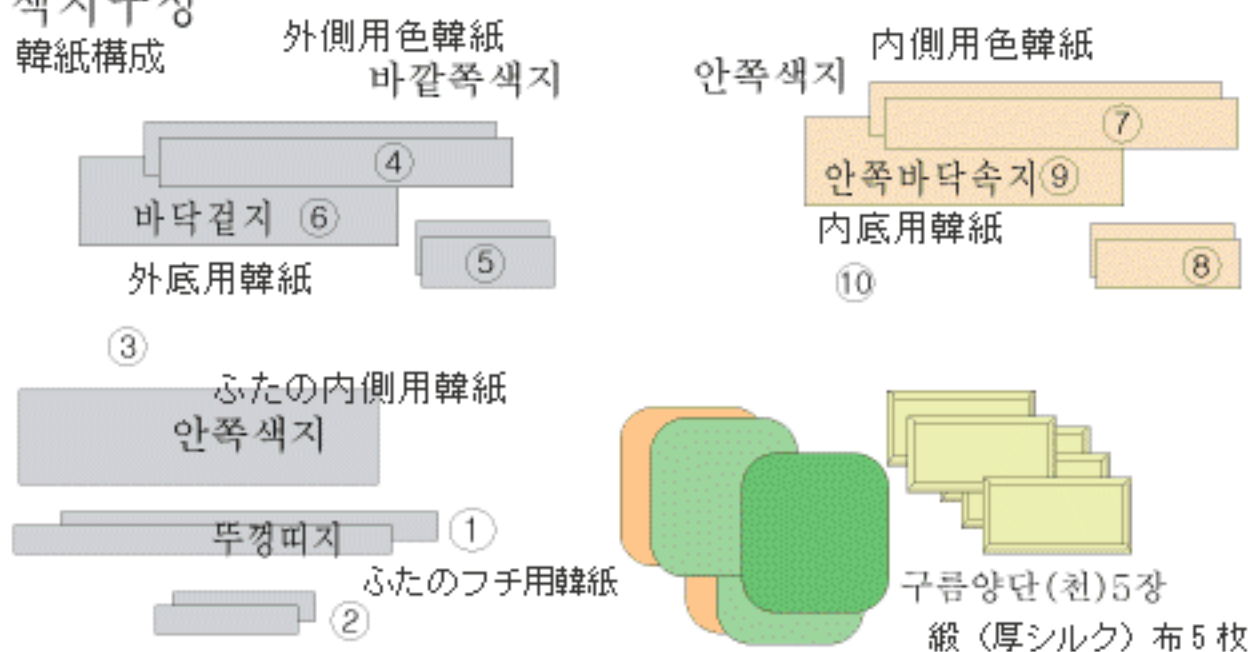 색지구성
韓紙構成
外側用色韓紙
바깥쪽색지
④
바닥겉지 ⑥
⑤
外底用韓紙
内側用色韓紙
안쪽색지
⑦
안쪽바닥속지⑨
内底用韓紙
⑧
⑩
③
ふたの内側用韓紙
안쪽색지
뚜껑띠지
①
ふたのフチ用韓紙
②
구름양단(천)5장
緞（厚シルク）布５枚